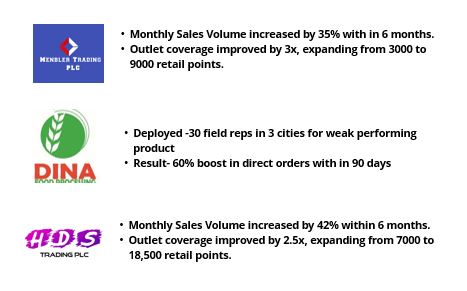 MENBLER TRADING
PLC
• Monthly Sales Volume increased by 35% with in 6 months.
• Outlet coverage improved by 3x, expanding from 3000 to
9000 retail points.
DINA
FOOD PROCESSING
• Deployed -30 field reps in 3 cities for weak performing
product
• Result- 60% boost in direct orders with in 90 days
HDS
TRADING PLC
• Monthly Sales Volume increased by 42% within 6 months.
• Outlet coverage improved by 2.5x, expanding from 7000 to
18,500 retail points.